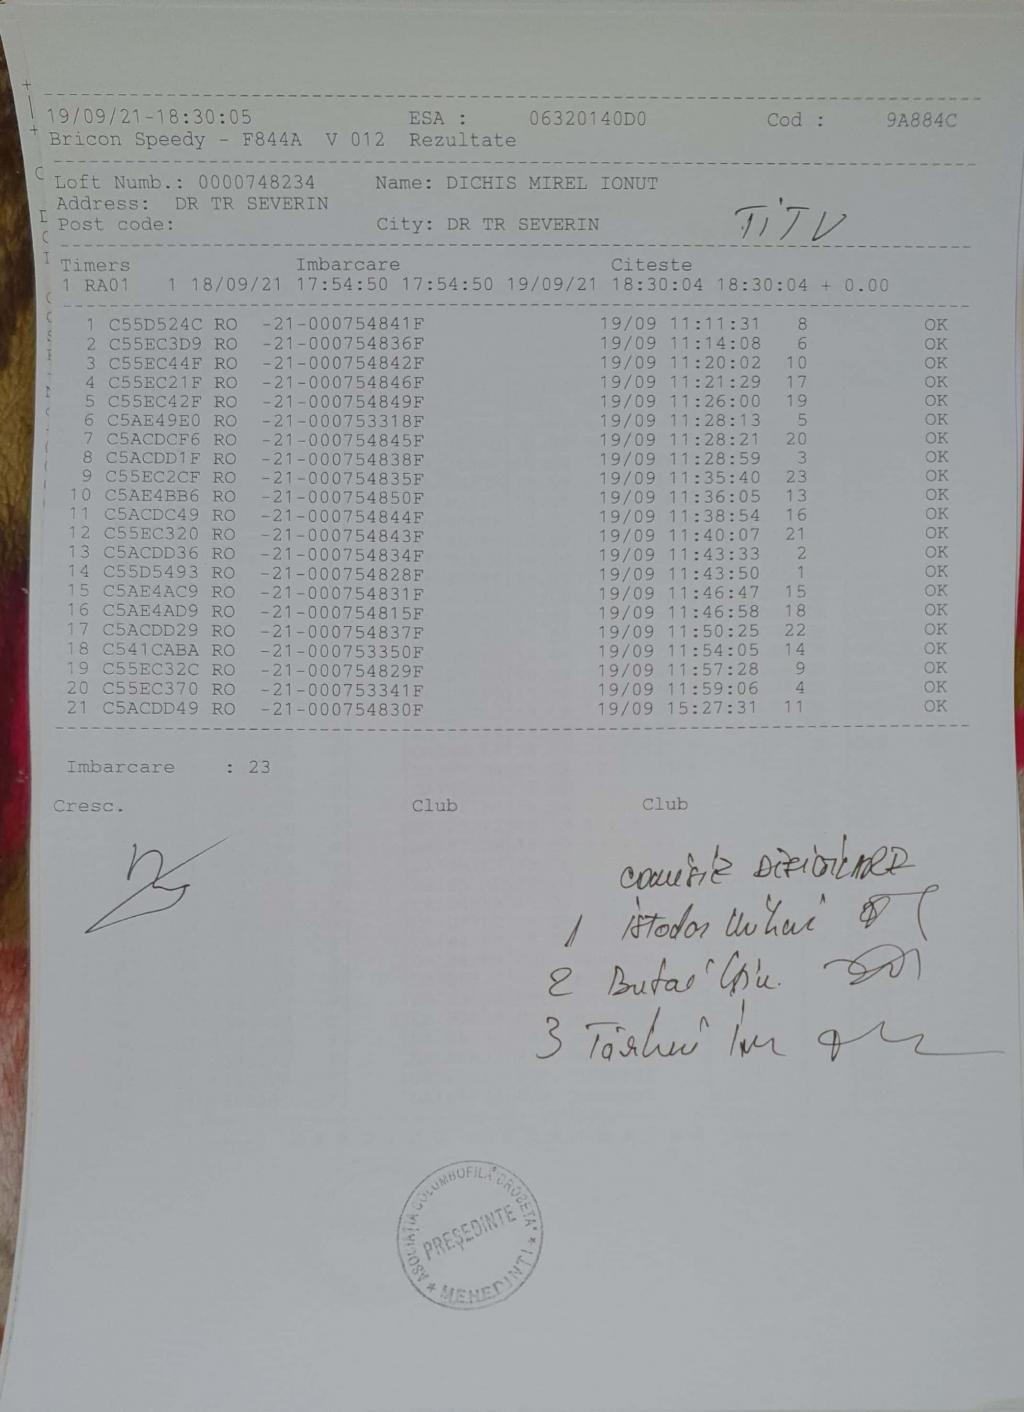 19/09/21-18:30:05 ESA : 06320140D0 Cod : 9A884C
Bricon Speedy - F844A V 012 Rezultate
Loft Numb.: 0000748234 Name: DICHIS MIREL IONUT
Address: DR TR SEVERIN
Post code: City: DR TR SEVERIN
TiTV
Timers Imbarcare Citeste
1 RA01 1 18/09/21 17:54:50 17:54:50 19/09/21 18:30:04 18:30:04 + 0.00
1 C55D524C RO -21-000754841F 19/09 11:11:31 8 OK
2 C55EC3D9 RO -21-000754836F 19/09 11:14:08 6 OK
3 C55EC44F RO -21-000754842F 19/09 11:20:02 10 OK
4 C55EC21F RO -21-000754846F 19/09 11:21:29 17 OK
5 C55EC42F RO -21-000754849F 19/09 11:26:00 19 OK
6 C5AE49E0 RO -21-000753318F 19/09 11:28:13 5 OK
7 C5ACDCF6 RO -21-000754845F 19/09 11:28:21 20 OK
8 C5ACDD1F RO -21-000754838F 19/09 11:28:59 3 OK
9 C55EC2CF RO -21-000754835F 19/09 11:35:40 23 OK
10 C5AE4BB6 RO -21-000754850F 19/09 11:36:05 13 OK
11 C5ACDC49 RO -21-000754844F 19/09 11:38:54 16 OK
12 C55EC320 RO -21-000754843F 19/09 11:40:07 21 OK
13 C5ACDD36 RO -21-000754834F 19/09 11:43:33 2 OK
14 C55D5493 RO -21-000754828F 19/09 11:43:50 1 OK
15 C5AE4AC9 RO -21-000754831F 19/09 11:46:47 15 OK
16 C5AE4AD9 RO -21-000754815F 19/09 11:46:58 18 OK
17 C5ACDD29 RO -21-000754837F 19/09 11:50:25 22 OK
18 C541CABA RO -21-000753350F 19/09 11:54:05 14 OK
19 C55EC32C RO -21-000754829F 19/09 11:57:28 9 OK
20 C55EC370 RO -21-000753341F 19/09 11:59:06 4 OK
21 C5ACDD49 RO -21-000754830F 19/09 15:27:31 11 OK
Imbarcare : 23
Cresc. Club Club
1 Istodor
2
3
ASOCIAȚIA COLUMBOFILĂ "DROBETA"
PREȘEDINTE
* MEHEDINȚI *